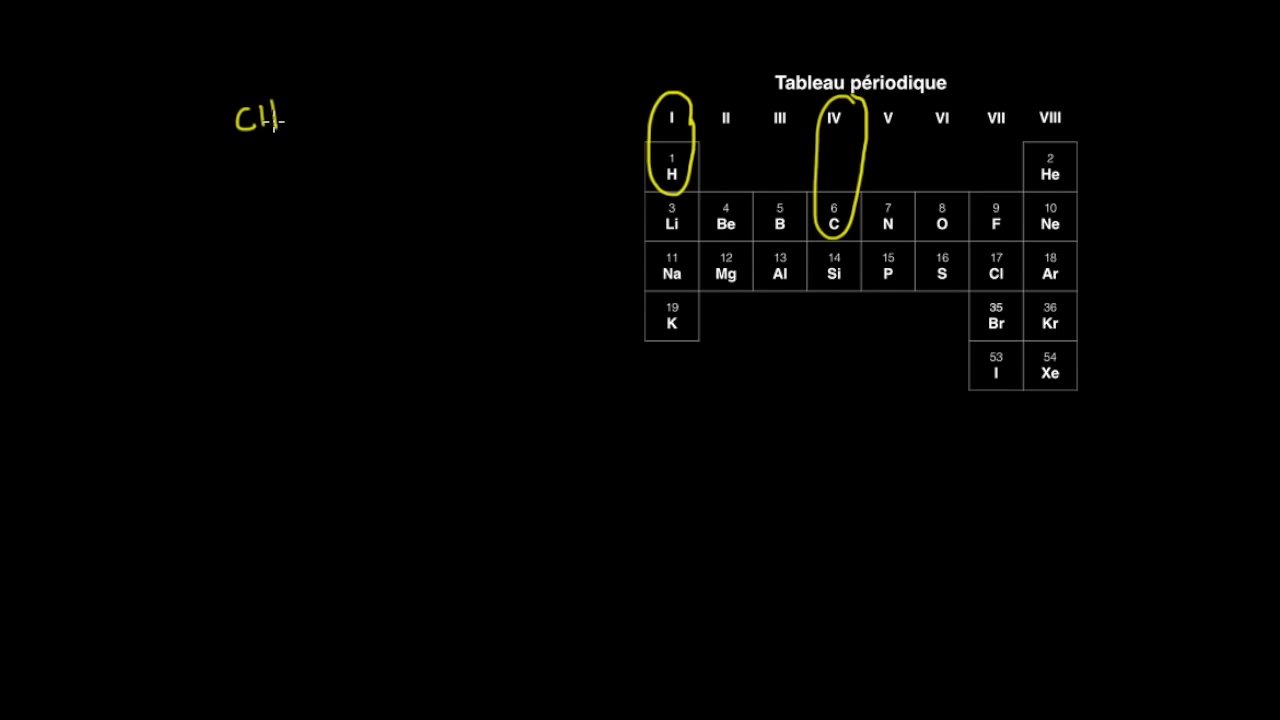 CH
Tableau périodique
I II III IV V VI VII VIII
1 2
H He
3 4 5 6 7 8 9 10
Li Be B C N O F Ne
11 12 13 14 15 16 17 18
Na Mg Al Si P S Cl Ar
19 35 36
K Br Kr
53 54
I Xe